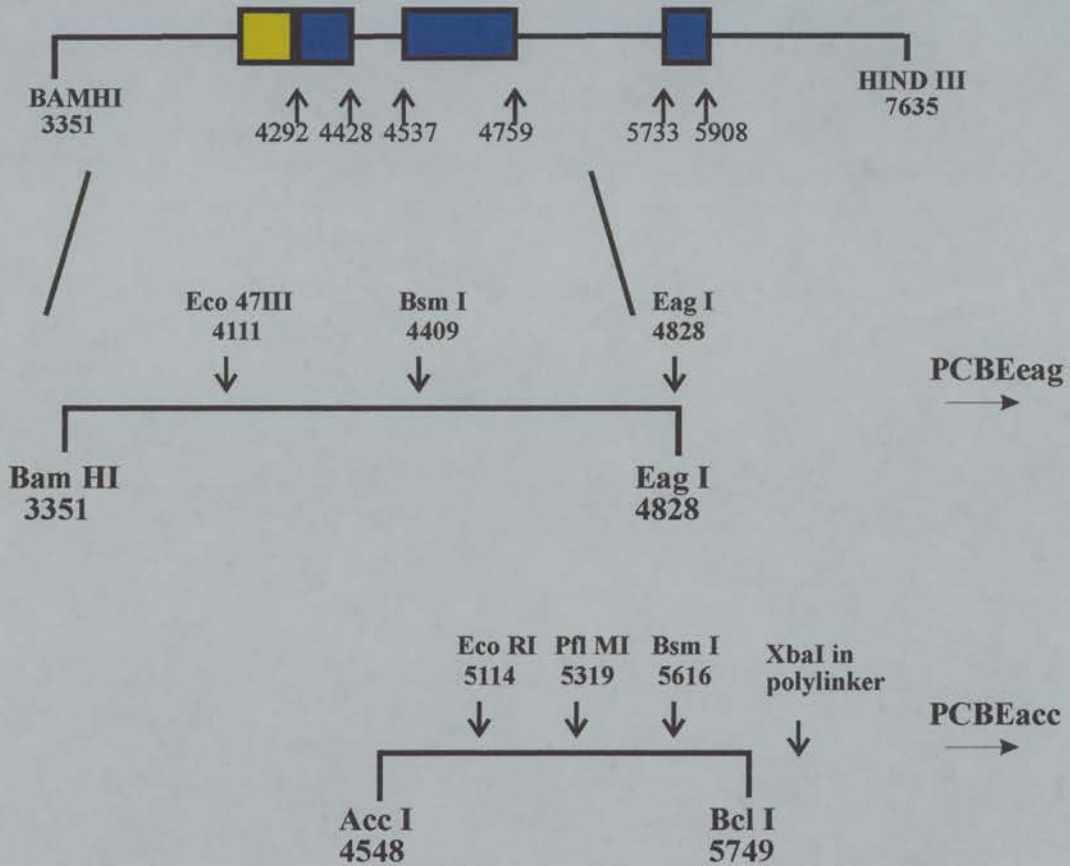 BAMHI
3351
4292
4428
4537
4759
5733
5908
HIND III
7635
Eco 47III
4111
Bsm I
4409
Eag I
4828
PCBEeag
Bam HI
3351
Eag I
4828
Eco RI
5114
Pfl MI
5319
Bsm I
5616
XbaI in
polylinker
PCBEacc
Acc I
4548
Bcl I
5749